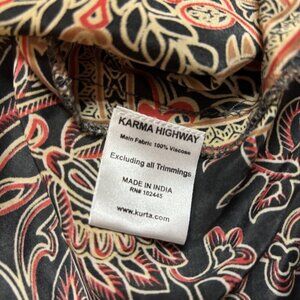 KARMA HIGHWAY
Main Fabric 100% Viscose
Excluding all Trimmings
MADE IN INDIA
RN# 102445
www.kurta.com